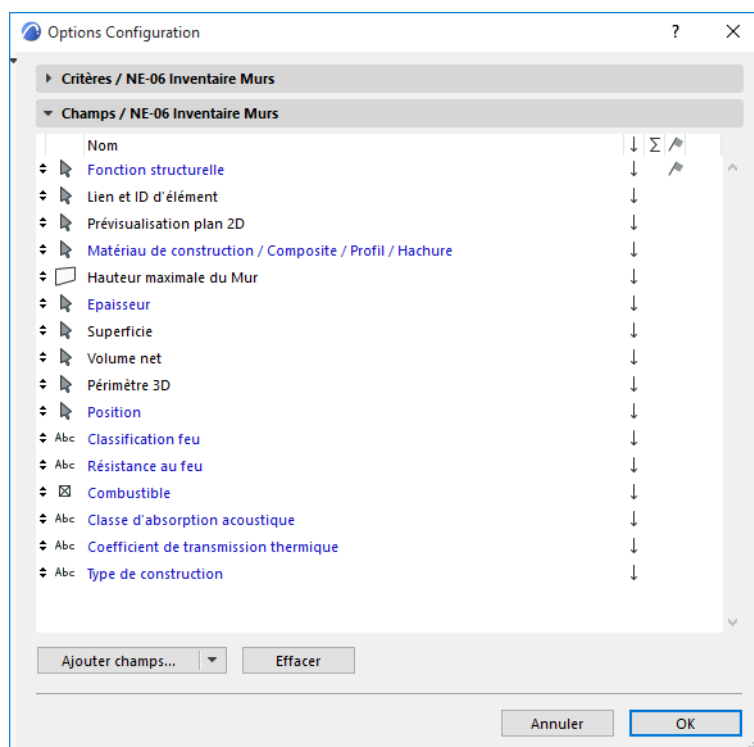 Options Configuration
Critères / NE-06 Inventaire Murs
Champs / NE-06 Inventaire Murs
Nom
Fonction structurelle
Lien et ID d'élément
Prévisualisation plan 2D
Matériau de construction / Composite / Profil / Hachure
Hauteur maximale du Mur
Epaisseur
Superficie
Volume net
Périmètre 3D
Position
Abc Classification feu
Abc Résistance au feu
Combustible
Abc Classe d'absorption acoustique
Abc Coefficient de transmission thermique
Abc Type de construction
Ajouter champs... Effacer
Annuler OK